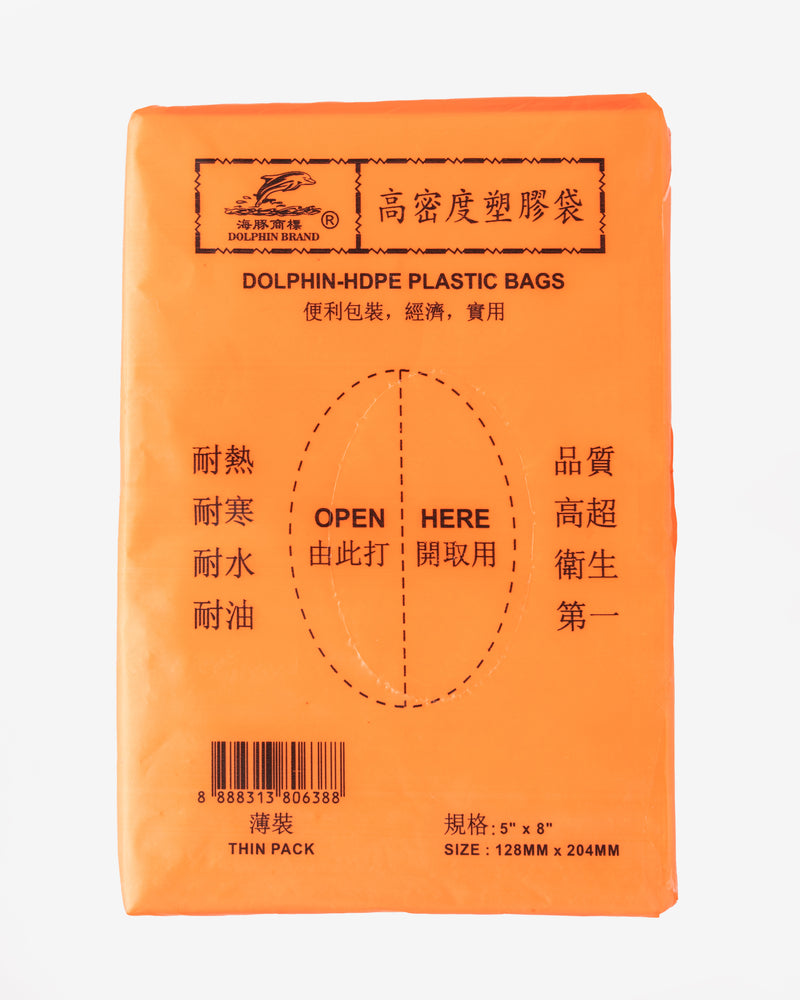 海豚商標 ®
DOLPHIN BRAND
高密度塑膠袋
DOLPHIN-HDPE PLASTIC BAGS
便利包裝，經濟，實用
耐熱
耐寒
耐水
耐油
OPEN HERE
由此打 開取用
品質
高超
衛生
第一
8 888313 806388
薄裝
THIN PACK
規格: 5" x 8"
SIZE : 128MM x 204MM